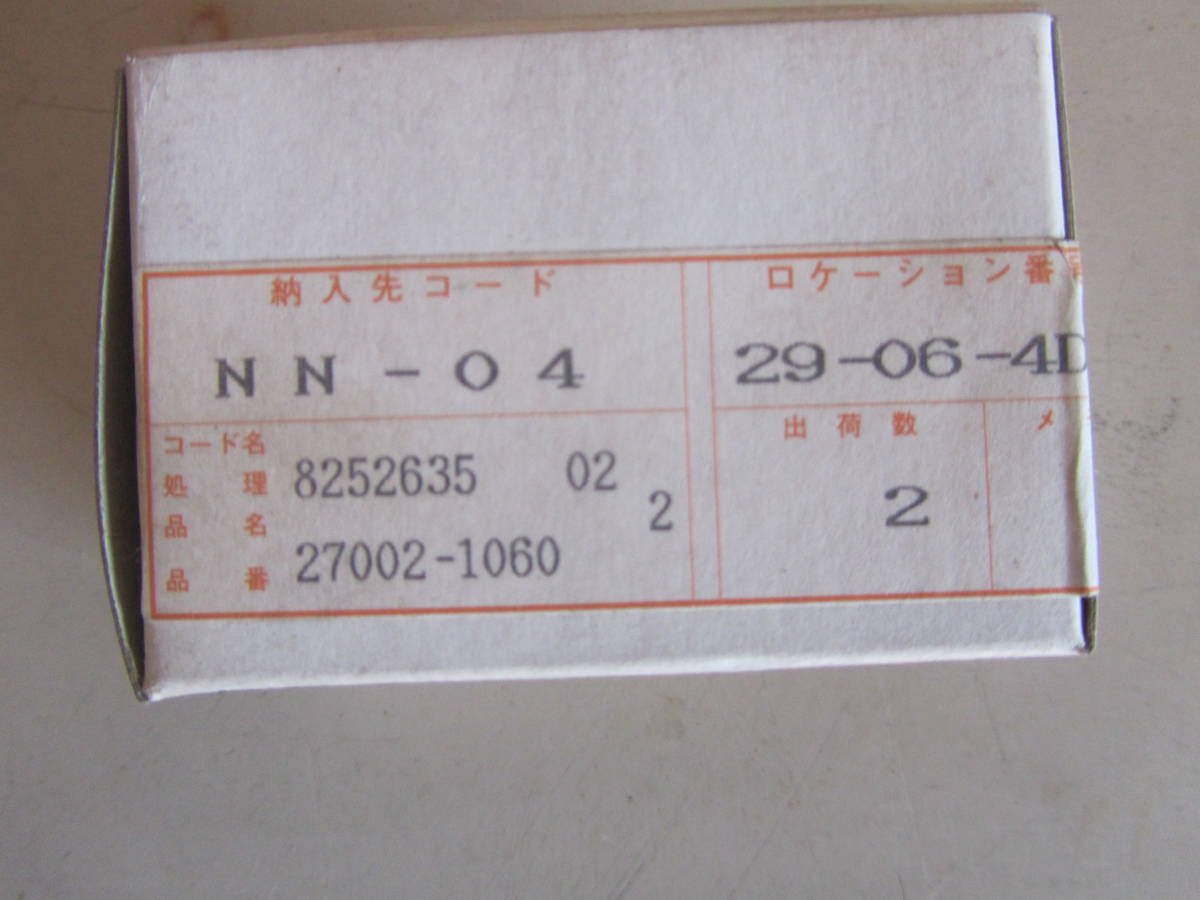 納入先コード
NN-04
ロケーション番
29-06-4D
コード名
処理
品名
品番
8252635 02
2
27002-1060
出荷数
2
メ